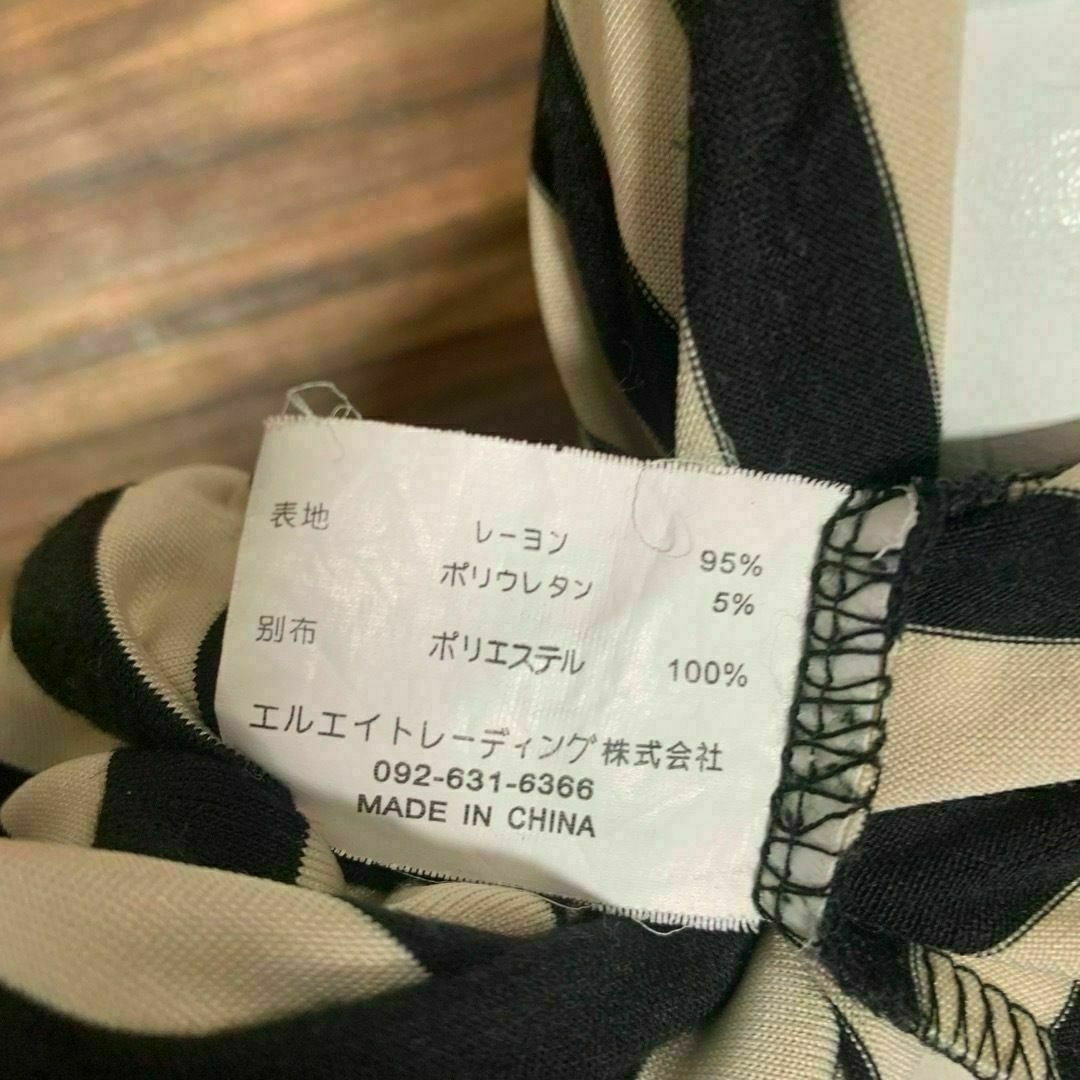 表地 レーヨン 95%
ポリウレタン 5%
別布 ポリエステル 100%
エルエイトレーディング株式会社
092-631-6366
MADE IN CHINA